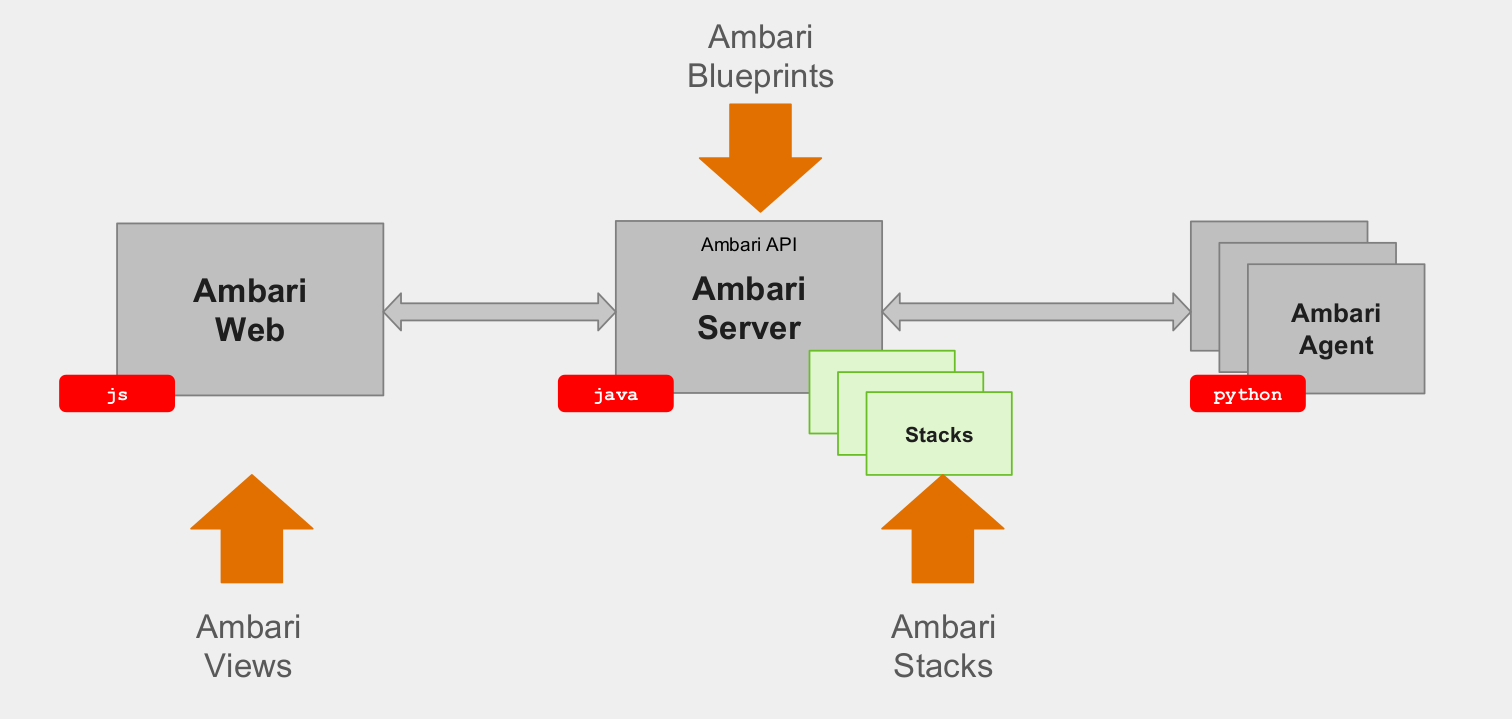 Ambari
Blueprints
Ambari API
Ambari
Web
Ambari
Server
Ambari
Agent
js
java
python
Stacks
Ambari
Views
Ambari
Stacks